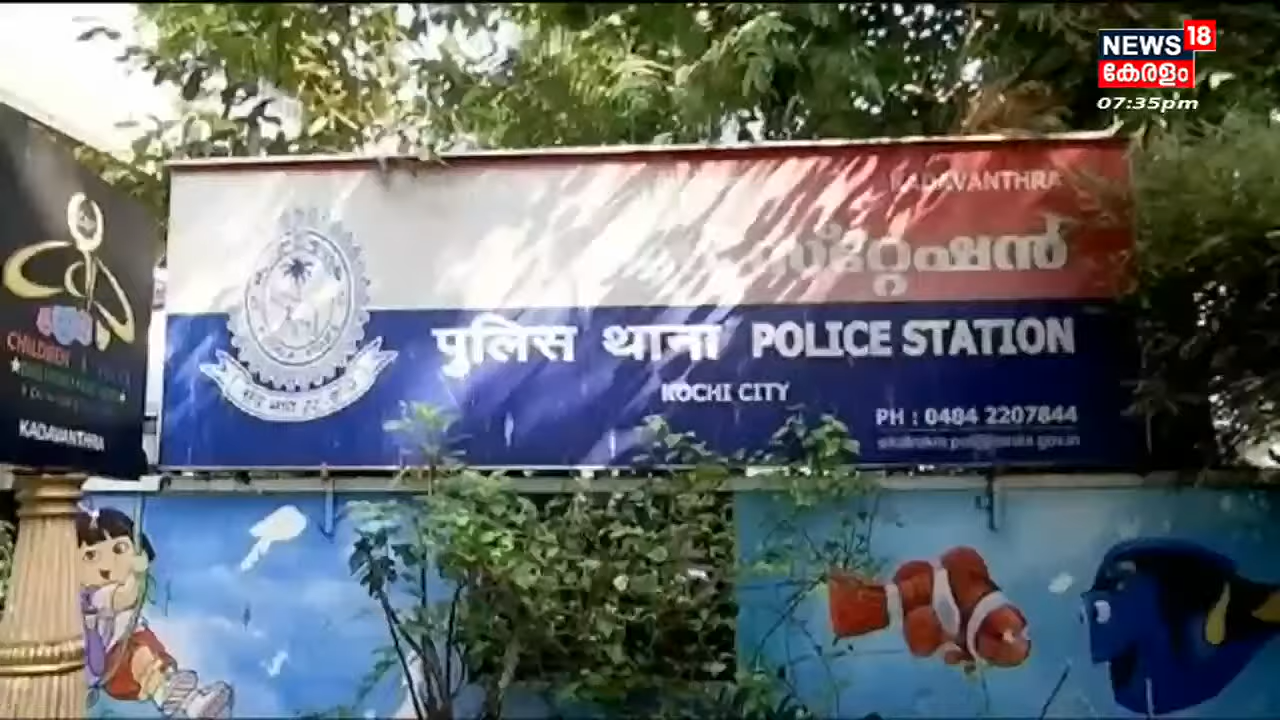 NEWS 18
കേരളം
07:35pm
KADAVANTHRA
സ്റ്റേഷൻ
पुलिस थाना POLICE STATION
KOCHI CITY
PH : 0484 2207844
CHILDREN
KADAVANTHRA